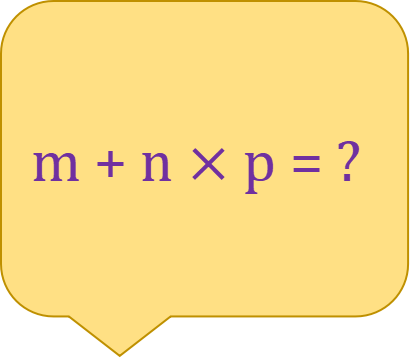 m + n × p = ?